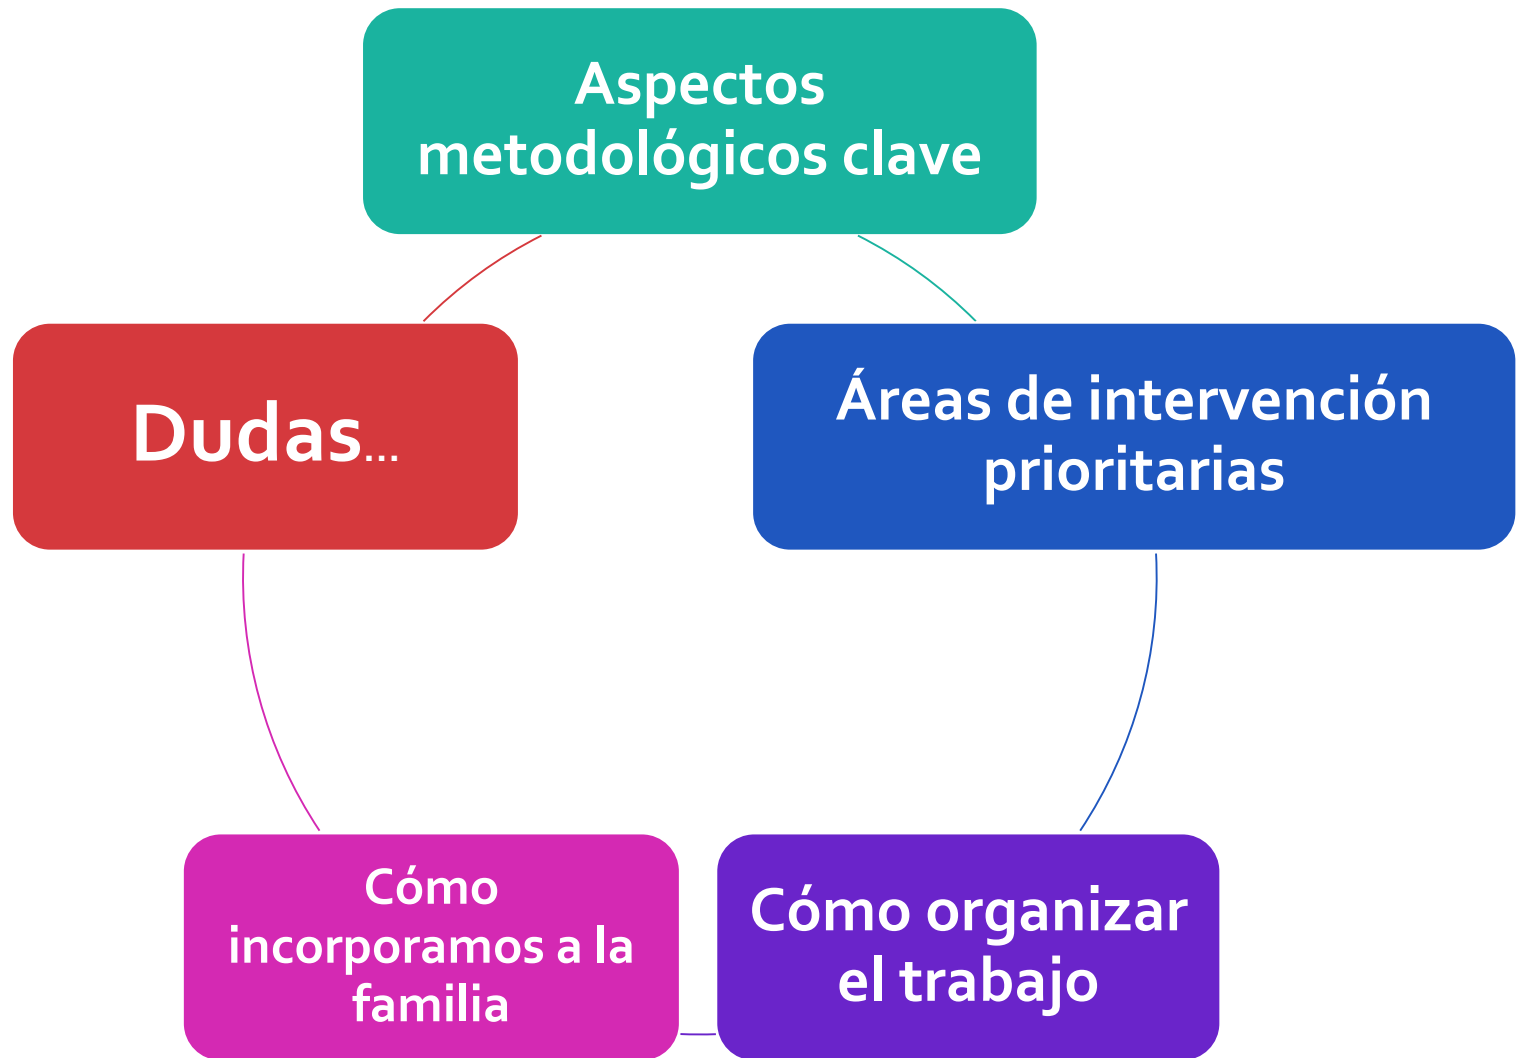 Aspectos
metodológicos clave
Dudas...
Áreas de intervención
prioritarias
Cómo
incorporamos a la
familia
Cómo organizar
el trabajo